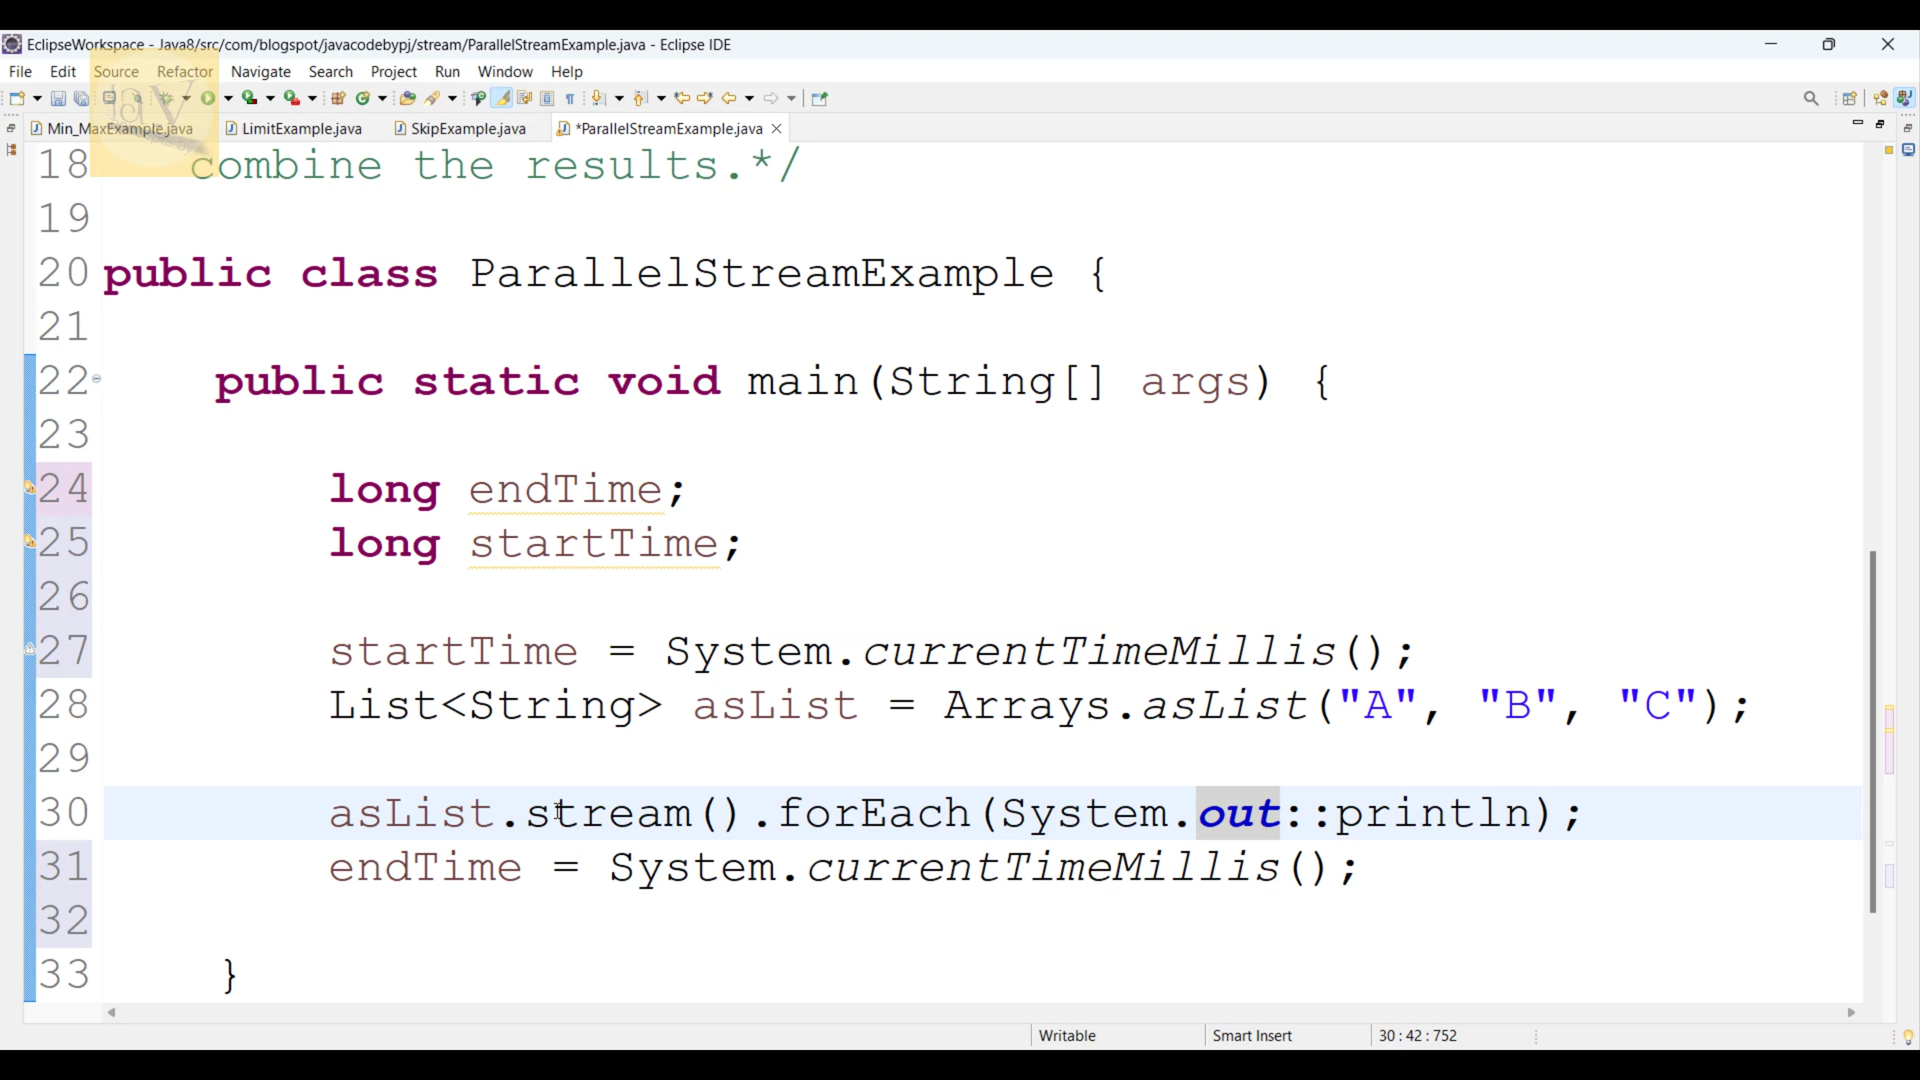 EclipseWorkspace - Java8/src/com/blogspot/javacodebypj/stream/ParallelStreamExample.java - Eclipse IDE
File Edit Source Refactor Navigate Search Project Run Window Help
Min_MaxExample.java LimitExample.java SkipExample.java *ParallelStreamExample.java
18 combine the results.*/
19
20 public class ParallelStreamExample {
21
22 public static void main(String[] args) {
23
24 long endTime;
25 long startTime;
26
27 startTime = System.currentTimeMillis();
28 List<String> asList = Arrays.asList("A", "B", "C");
29
30 asList.stream().forEach(System.out::println);
31 endTime = System.currentTimeMillis();
32
33 }
Writable Smart Insert 30 : 42 : 752